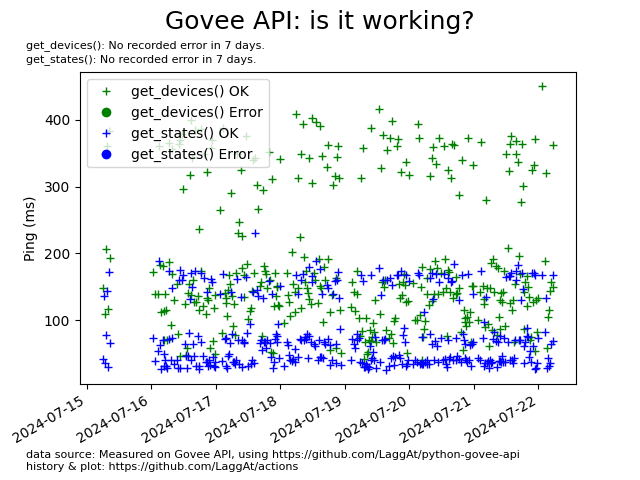 Govee API: is it working?
get_devices(): No recorded error in 7 days.
get_states(): No recorded error in 7 days.
get_devices() OK
get_devices() Error
get_states() OK
get_states() Error
400
300
200
100
Ping (ms)
2024-07-15
2024-07-16
2024-07-17
2024-07-18
2024-07-19
2024-07-20
2024-07-21
2024-07-22
data source: Measured on Govee API, using https://github.com/LaggAt/python-govee-api
history & plot: https://github.com/LaggAt/actions